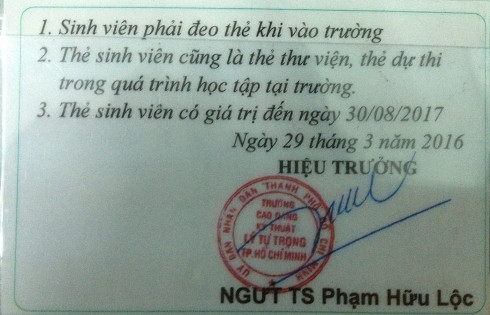 1. Sinh viên phải đeo thẻ khi vào trường
2. Thẻ sinh viên cũng là thẻ thư viện, thẻ dự thi
trong quá trình học tập tại trường.
3. Thẻ sinh viên có giá trị đến ngày 30/08/2017
Ngày 29 tháng 3 năm 2016
HIỆU TRƯỞNG
ỦY BAN NHÂN DÂN THÀNH PHỐ HỒ CHÍ MINH
TRƯỜNG
CAO ĐẲNG
KỸ THUẬT
LÝ TỰ TRỌNG
TP.HỒ CHÍ MINH
NGƯT TS Phạm Hữu Lộc